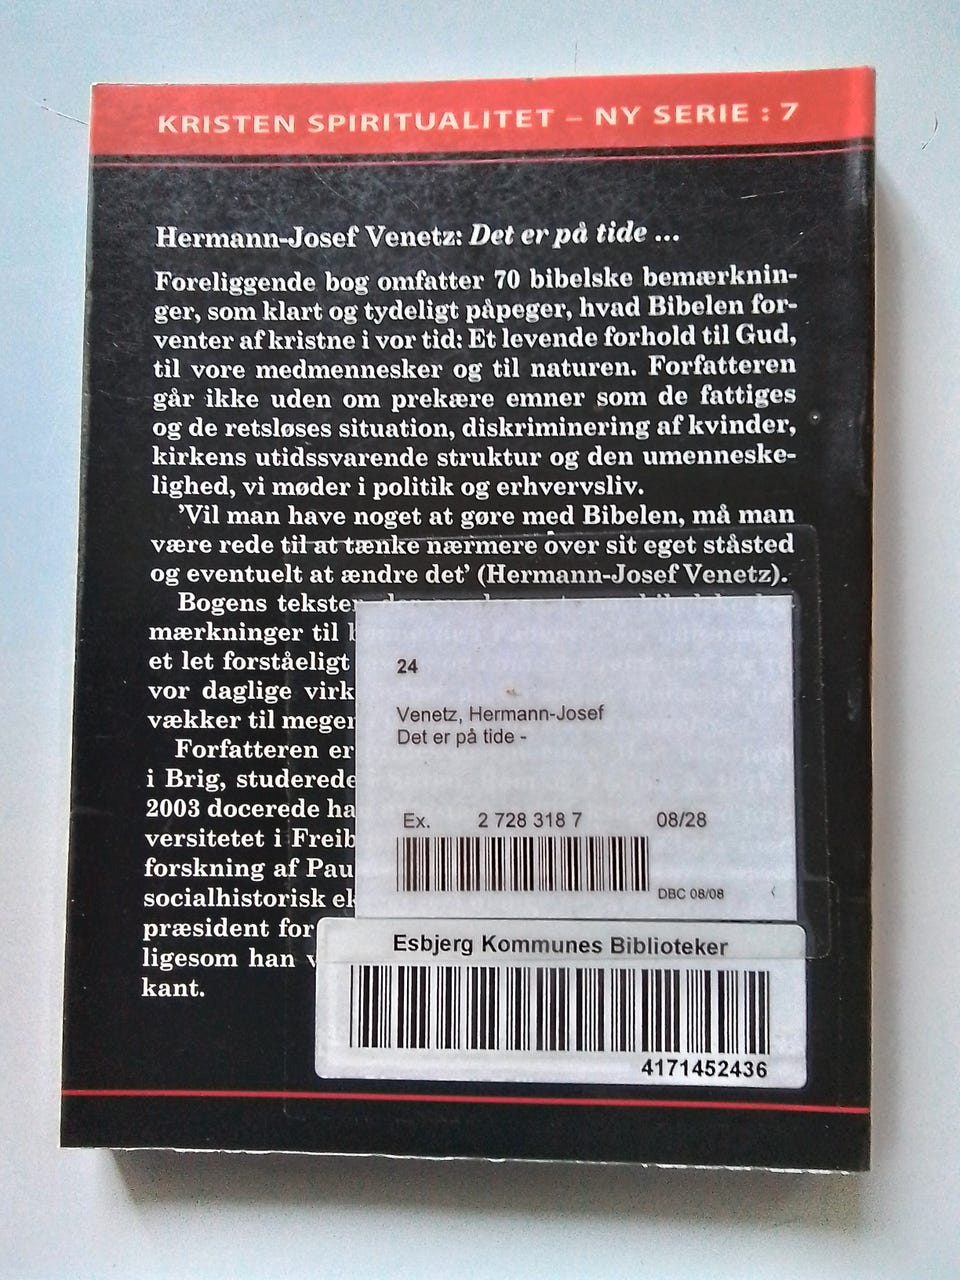 KRISTEN SPIRITUALITET – NY SERIE : 7
Hermann-Josef Venetz: Det er på tide ...
Foreliggende bog omfatter 70 bibelske bemærknin-
ger, som klart og tydeligt påpeger, hvad Bibelen for-
venter af kristne i vor tid: Et levende forhold til Gud,
til vore medmennesker og til naturen. Forfatteren
går ikke uden om prekære emner som de fattiges
og de retsløses situation, diskriminering af kvinder,
kirkens utidssvarende struktur og den umenneske-
lighed, vi møder i politik og erhvervsliv.
'Vil man have noget at gøre med Bibelen, må man
være rede til at tænke nærmere over sit eget ståsted
og eventuelt at ændre det' (Hermann-Josef Venetz).
Bogens tekster
mærkninger til
et let forståeligt
vor daglige virk
vækker til meger
Forfatteren er
i Brig, studerede
2003 docerede ha
versitetet i Freib
forskning af Pau
socialhistorisk ek
præsident for
ligesom han v
kant.
24
Venetz, Hermann-Josef
Det er på tide -
Ex. 2 728 318 7 08/28
DBC 08/08
Esbjerg Kommunes Biblioteker
4171452436